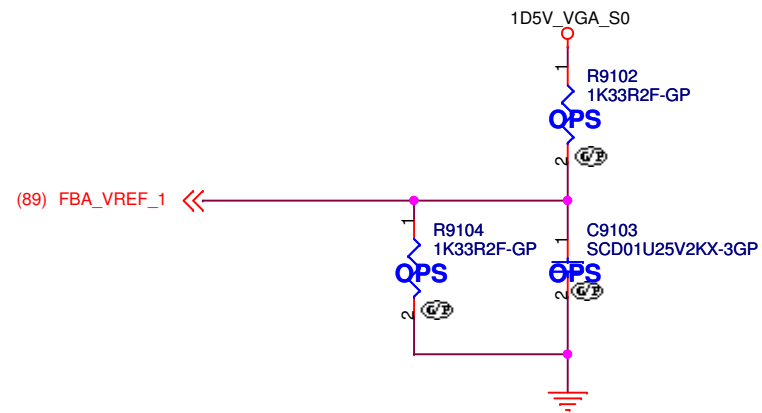 1D5V_VGA_S0
1
R9102
1K33R2F-GP
OPS
2
G/P
(89) FBA_VREF_1
1
R9104
1K33R2F-GP
OPS
2
G/P
1
C9103
SCD01U25V2KX-3GP
OPS
2
G/P